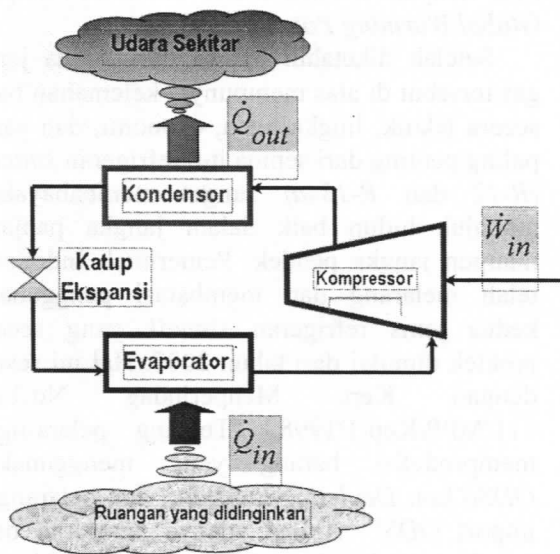 Udara Sekitar
Q̇out
Kondensor
Ẇin
Katup
Ekspansi
Kompressor
Evaporator
Q̇in
Ruangan yang didinginkan